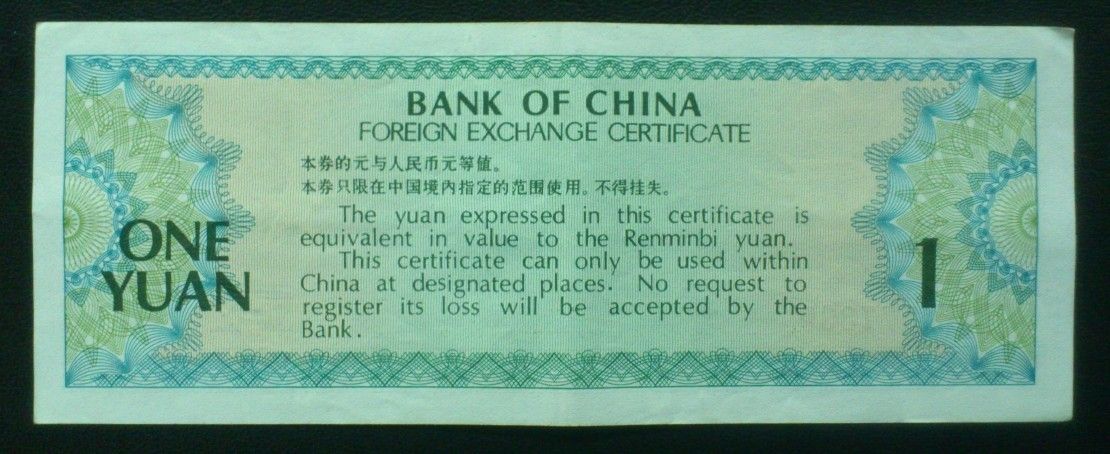 BANK OF CHINA
FOREIGN EXCHANGE CERTIFICATE
本券的元与人民币元等值。
本券只限在中国境内指定的范围使用。不得挂失。
The yuan expressed in this certificate is
equivalent in value to the Renminbi yuan.
This certificate can only be used within
China at designated places. No request to
register its loss will be accepted by the
Bank.
ONE
YUAN
1